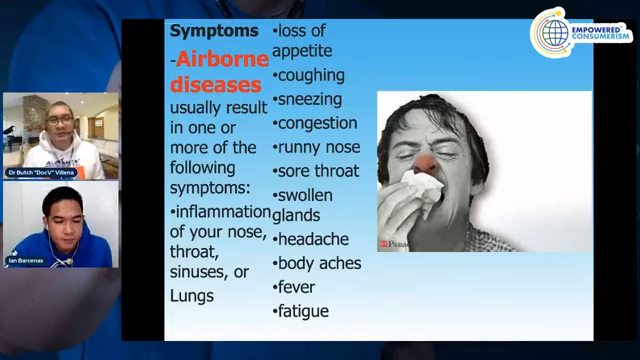 Symptoms
-Airborne
diseases
usually result
in one or
more of the
following
symptoms:
•inflammation
of your nose,
throat,
sinuses, or
Lungs
•loss of
appetite
•coughing
•sneezing
•congestion
•runny nose
•sore throat
•swollen
glands
•headache
•body aches
•fever
•fatigue
EMPOWERED
CONSUMERISM
Dr Butch "DocV" Villena
Ian Barcenas